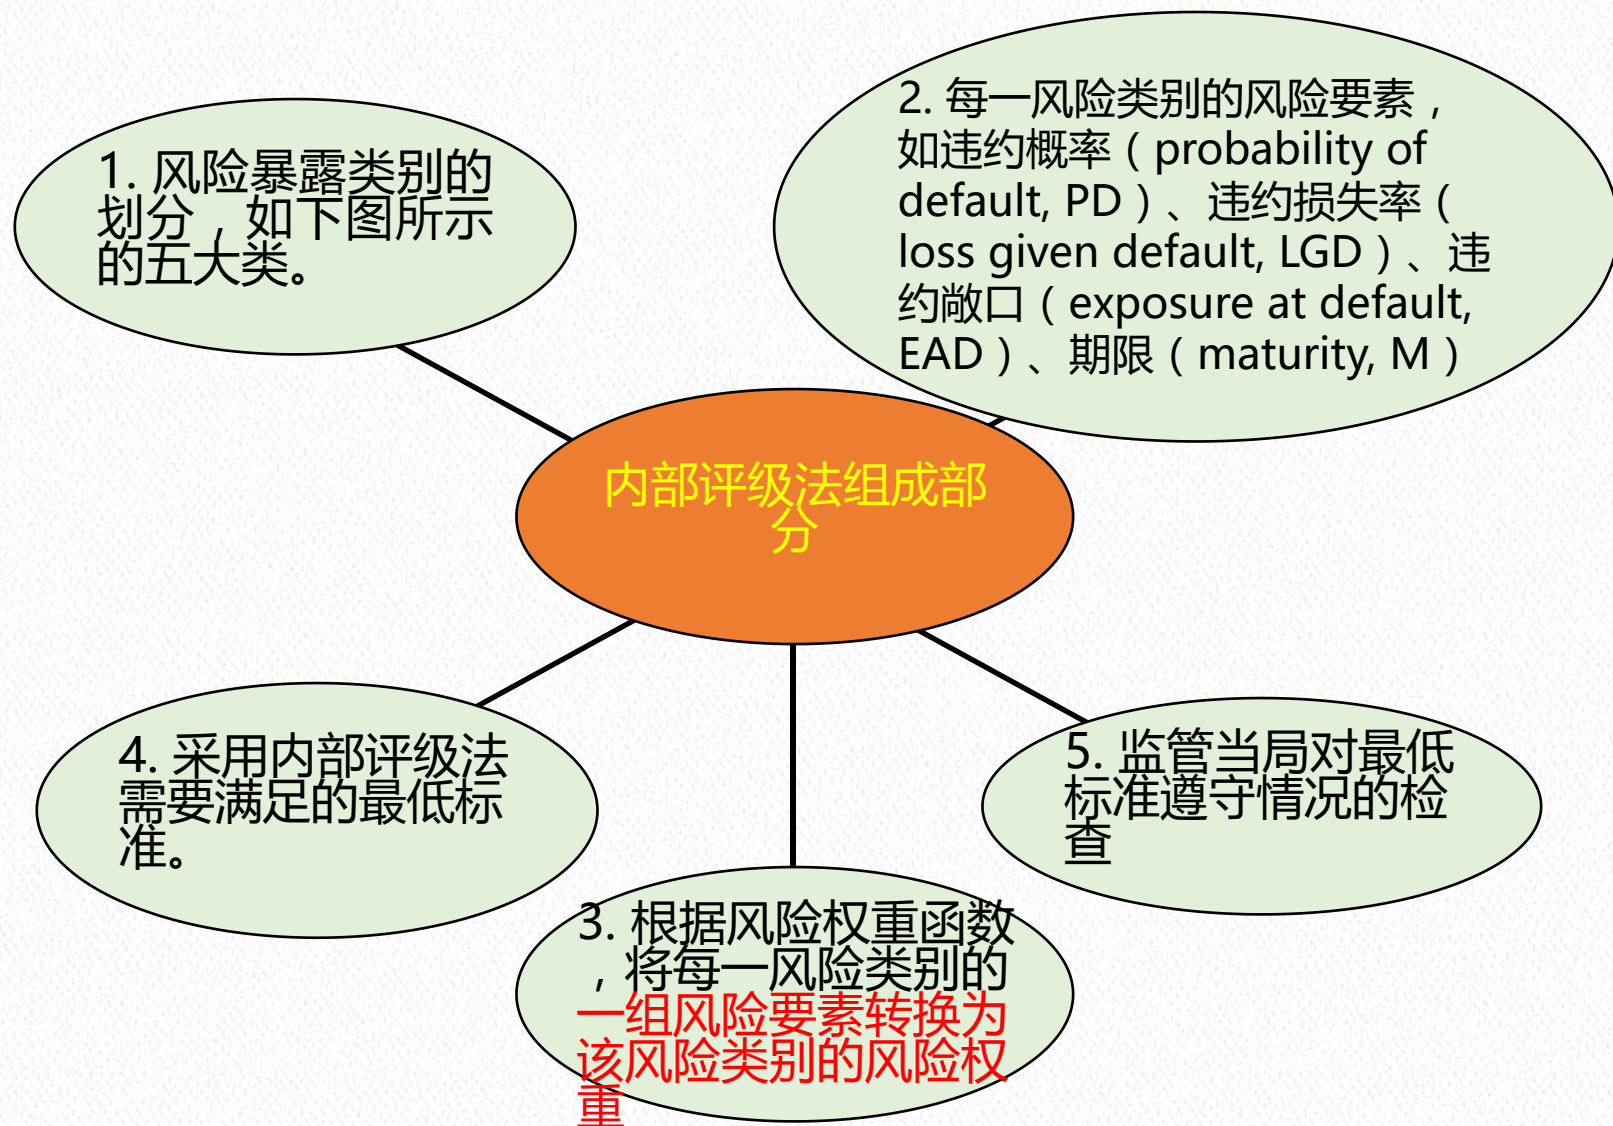 1. 风险暴露类别的
划分，如下图所示
的五大类。
2. 每一风险类别的风险要素，
如违约概率（probability of
default, PD）、违约损失率（
loss given default, LGD）、违
约敞口（exposure at default,
EAD）、期限（maturity, M）
内部评级法组成部
分
4. 采用内部评级法
需要满足的最低标
准。
5. 监管当局对最低
标准遵守情况的检
查
3. 根据风险权重函数
，将每一风险类别的
一组风险要素转换为
该风险类别的风险权
重